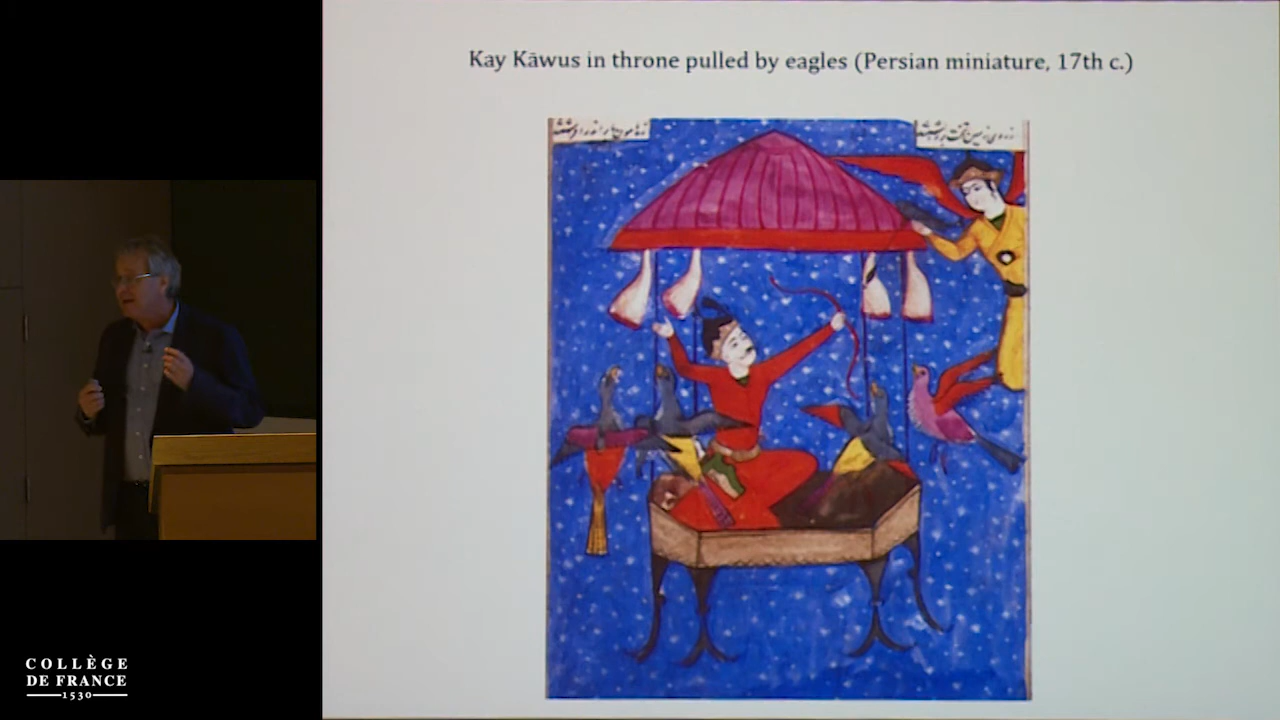 Kay Kāwus in throne pulled by eagles (Persian miniature, 17th c.)
COLLÈGE
DE FRANCE
1530